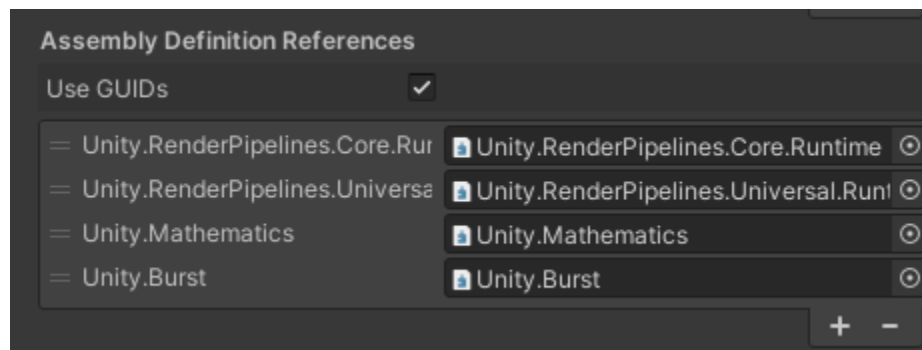 Assembly Definition References
Use GUIDs
Unity.RenderPipelines.Core.Rur Unity.RenderPipelines.Core.Runtime
Unity.RenderPipelines.Universa Unity.RenderPipelines.Universal.Runt
Unity.Mathematics Unity.Mathematics
Unity.Burst Unity.Burst